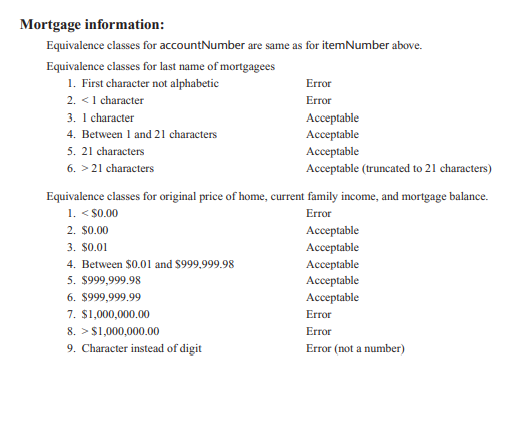 Mortgage information:
Equivalence classes for accountNumber are same as for itemNumber above.
Equivalence classes for last name of mortgagees
1. First character not alphabetic Error
2. < 1 character Error
3. 1 character Acceptable
4. Between 1 and 21 characters Acceptable
5. 21 characters Acceptable
6. > 21 characters Acceptable (truncated to 21 characters)
Equivalence classes for original price of home, current family income, and mortgage balance.
1. < $0.00 Error
2. $0.00 Acceptable
3. $0.01 Acceptable
4. Between $0.01 and $999,999.98 Acceptable
5. $999,999.98 Acceptable
6. $999,999.99 Acceptable
7. $1,000,000.00 Error
8. > $1,000,000.00 Error
9. Character instead of digit Error (not a number)